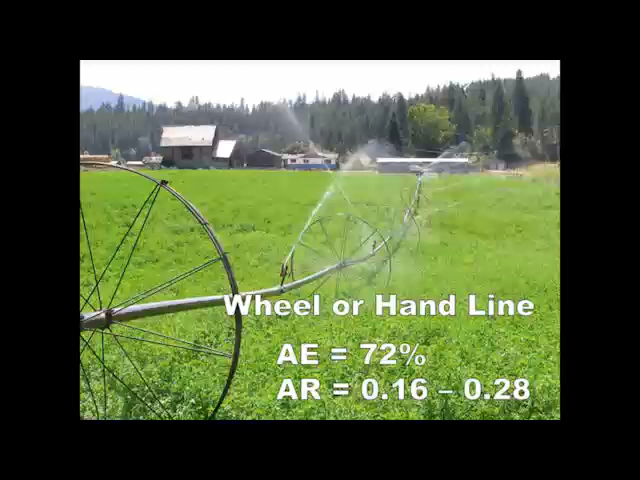 Wheel or Hand Line
AE = 72%
AR = 0.16 – 0.28